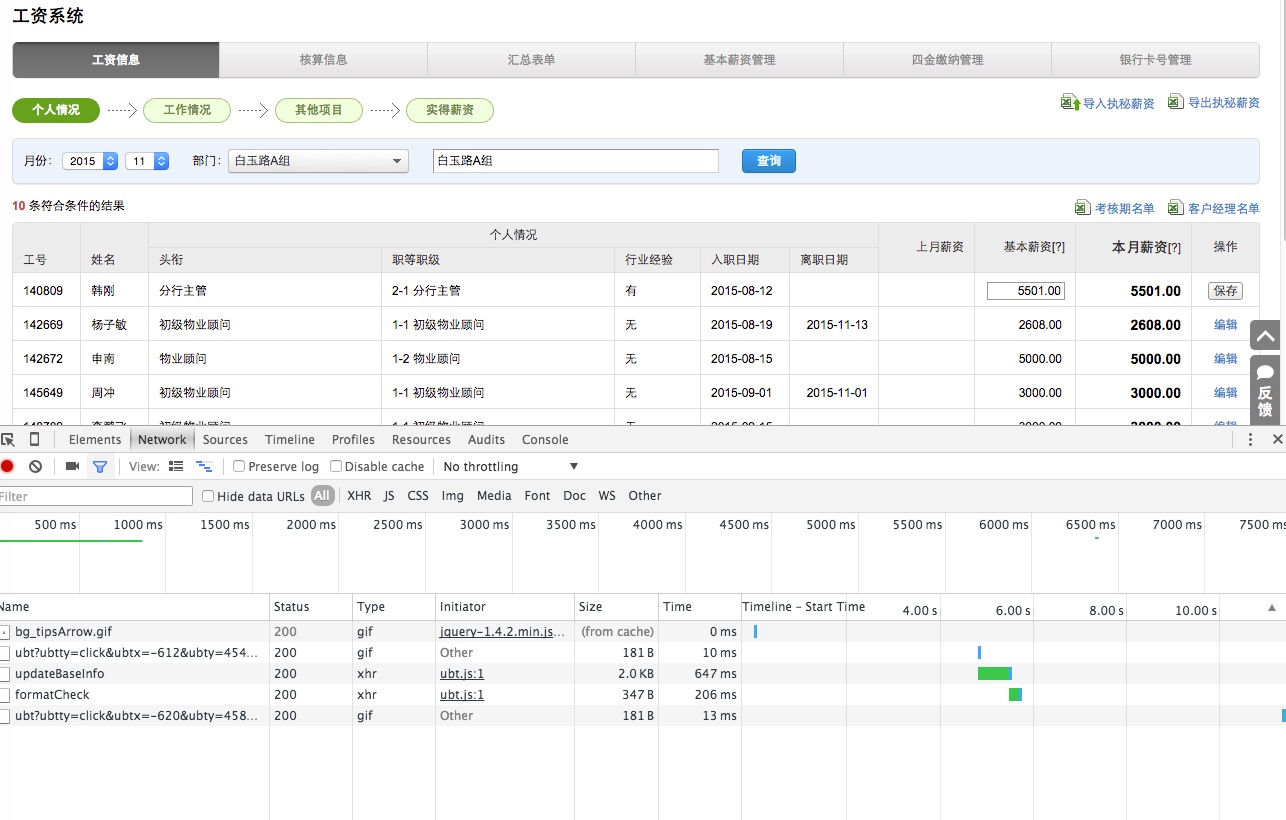 工资系统
工资信息 核算信息 汇总表单 基本薪资管理 四金缴纳管理 银行卡号管理
个人情况 工作情况 其他项目 实得薪资 导入执秘薪资 导出执秘薪资
月份： 2015 11 部门： 白玉路A组 白玉路A组 查询
10 条符合条件的结果 考核期名单 客户经理名单
个人情况
工号 姓名 头衔 职等职级 行业经验 入职日期 离职日期 上月薪资 基本薪资[?] 本月薪资[?] 操作
140809 韩刚 分行主管 2-1 分行主管 有 2015-08-12 5501.00 5501.00 保存
142669 杨子敏 初级物业顾问 1-1 初级物业顾问 无 2015-08-19 2015-11-13 2608.00 2608.00 编辑
142672 申南 物业顾问 1-2 物业顾问 无 2015-08-15 5000.00 5000.00 编辑
145649 周冲 初级物业顾问 1-1 初级物业顾问 无 2015-09-01 2015-11-01 3000.00 3000.00 编辑
反馈
Elements Network Sources Timeline Profiles Resources Audits Console
View: Preserve log Disable cache No throttling
Filter Hide data URLs All XHR JS CSS Img Media Font Doc WS Other
500 ms 1000 ms 1500 ms 2000 ms 2500 ms 3000 ms 3500 ms 4000 ms 4500 ms 5000 ms 5500 ms 6000 ms 6500 ms 7000 ms 7500 ms
Name Status Type Initiator Size Time Timeline – Start Time 4.00 s 6.00 s 8.00 s 10.00 s
bg_tipsArrow.gif 200 gif jquery-1.4.2.min.js... (from cache) 0 ms
ubt?ubtty=click&ubtx=-612&ubty=454... 200 gif Other 181 B 10 ms
updateBaseInfo 200 xhr ubt.js:1 2.0 KB 647 ms
formatCheck 200 xhr ubt.js:1 347 B 206 ms
ubt?ubtty=click&ubtx=-620&ubty=458... 200 gif Other 181 B 13 ms